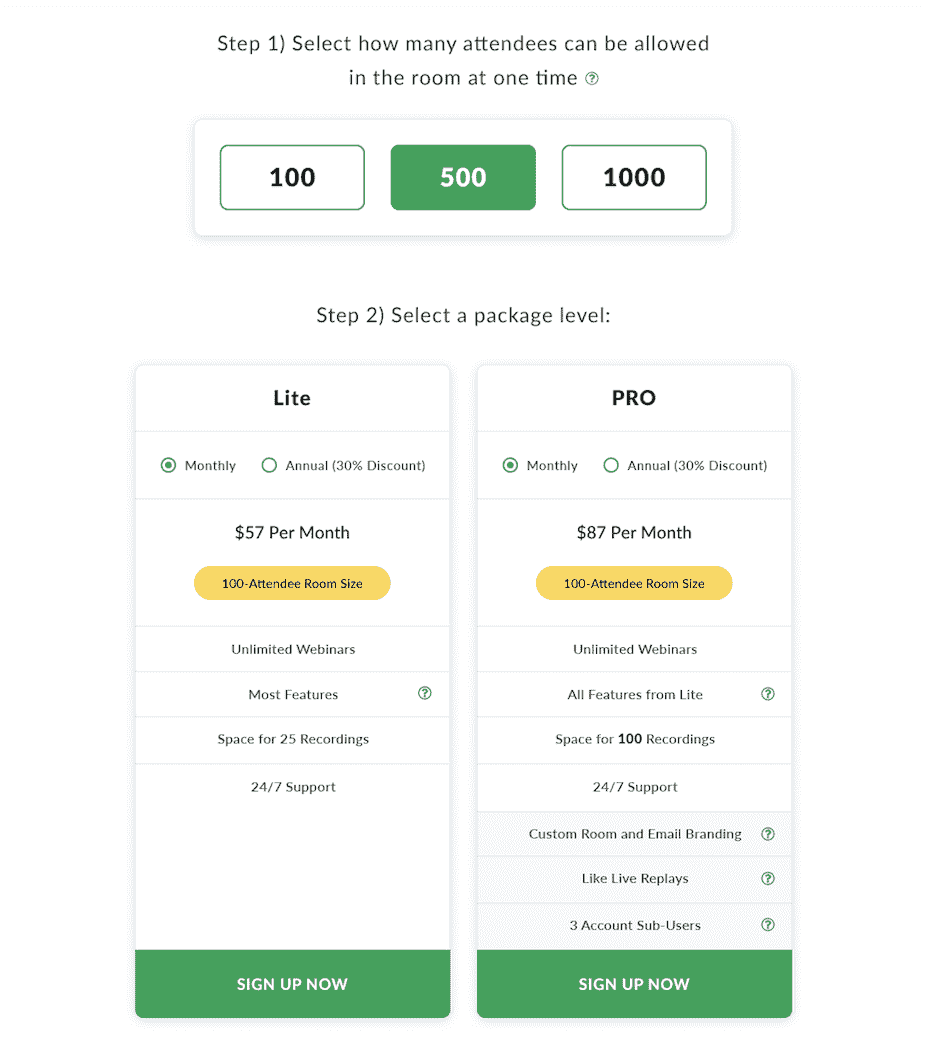 Step 1) Select how many attendees can be allowed
in the room at one time ?
100
500
1000
Step 2) Select a package level:
Lite
Monthly
Annual (30% Discount)
$57 Per Month
100-Attendee Room Size
Unlimited Webinars
Most Features ?
Space for 25 Recordings
24/7 Support
SIGN UP NOW
PRO
Monthly
Annual (30% Discount)
$87 Per Month
100-Attendee Room Size
Unlimited Webinars
All Features from Lite ?
Space for 100 Recordings
24/7 Support
Custom Room and Email Branding ?
Like Live Replays ?
3 Account Sub-Users ?
SIGN UP NOW